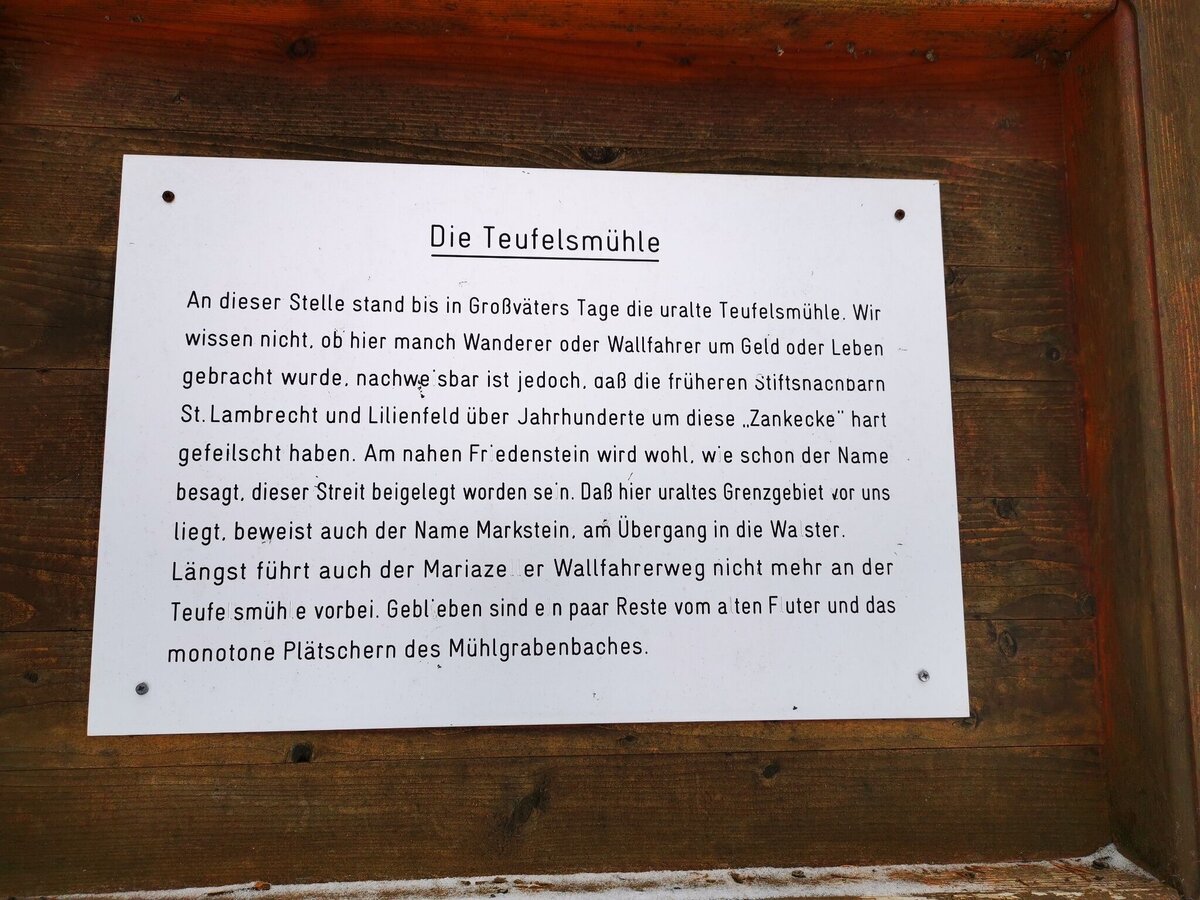 Die Teufelsmühle
An dieser Stelle stand bis in Großväters Tage die uralte Teufelsmühle. Wir
wissen nicht, ob hier manch Wanderer oder Wallfahrer um Geld oder Leben
gebracht wurde, nachweisbar ist jedoch, daß die früheren Stiftsnachbarn
St. Lambrecht und Lilienfeld über Jahrhunderte um diese „Zankecke" hart
gefeilscht haben. Am nahen Friedenstein wird wohl, wie schon der Name
besagt, dieser Streit beigelegt worden sein. Daß hier uraltes Grenzgebiet vor uns
liegt, beweist auch der Name Markstein, am Übergang in die Walster.
Längst führt auch der Mariazeller Wallfahrerweg nicht mehr an der
Teufelsmühle vorbei. Geblieben sind ein paar Reste vom alten Fluter und das
monotone Plätschern des Mühlgrabenbaches.